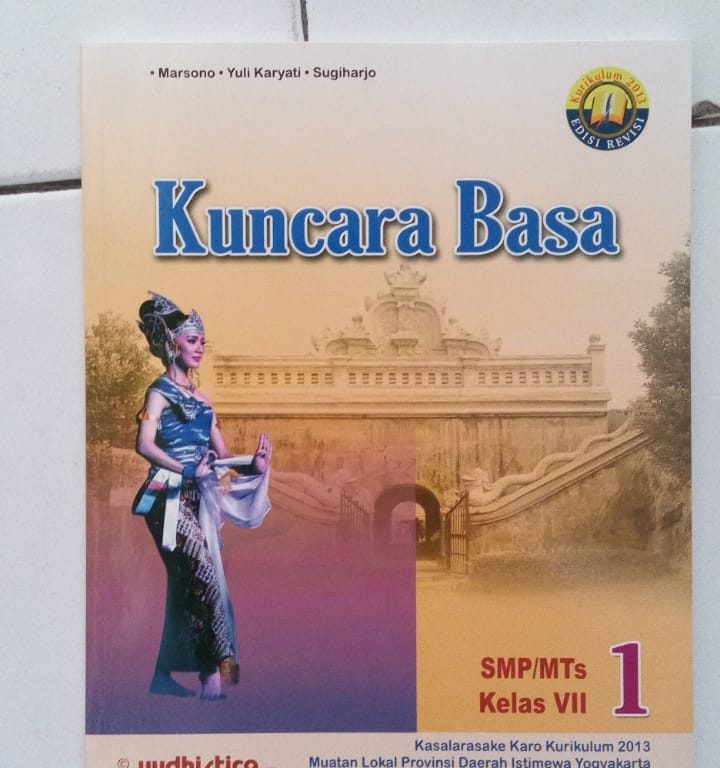 • Marsono • Yuli Karyati • Sugiharjo
Kurikulum 2013
EDISI REVISI
Kuncara Basa
SMP/MTs
Kelas VII
1
Kasalarasake Karo Kurikulum 2013
Muatan Lokal Provinsi Daerah Istimewa Yogyakarta
© yudhistira